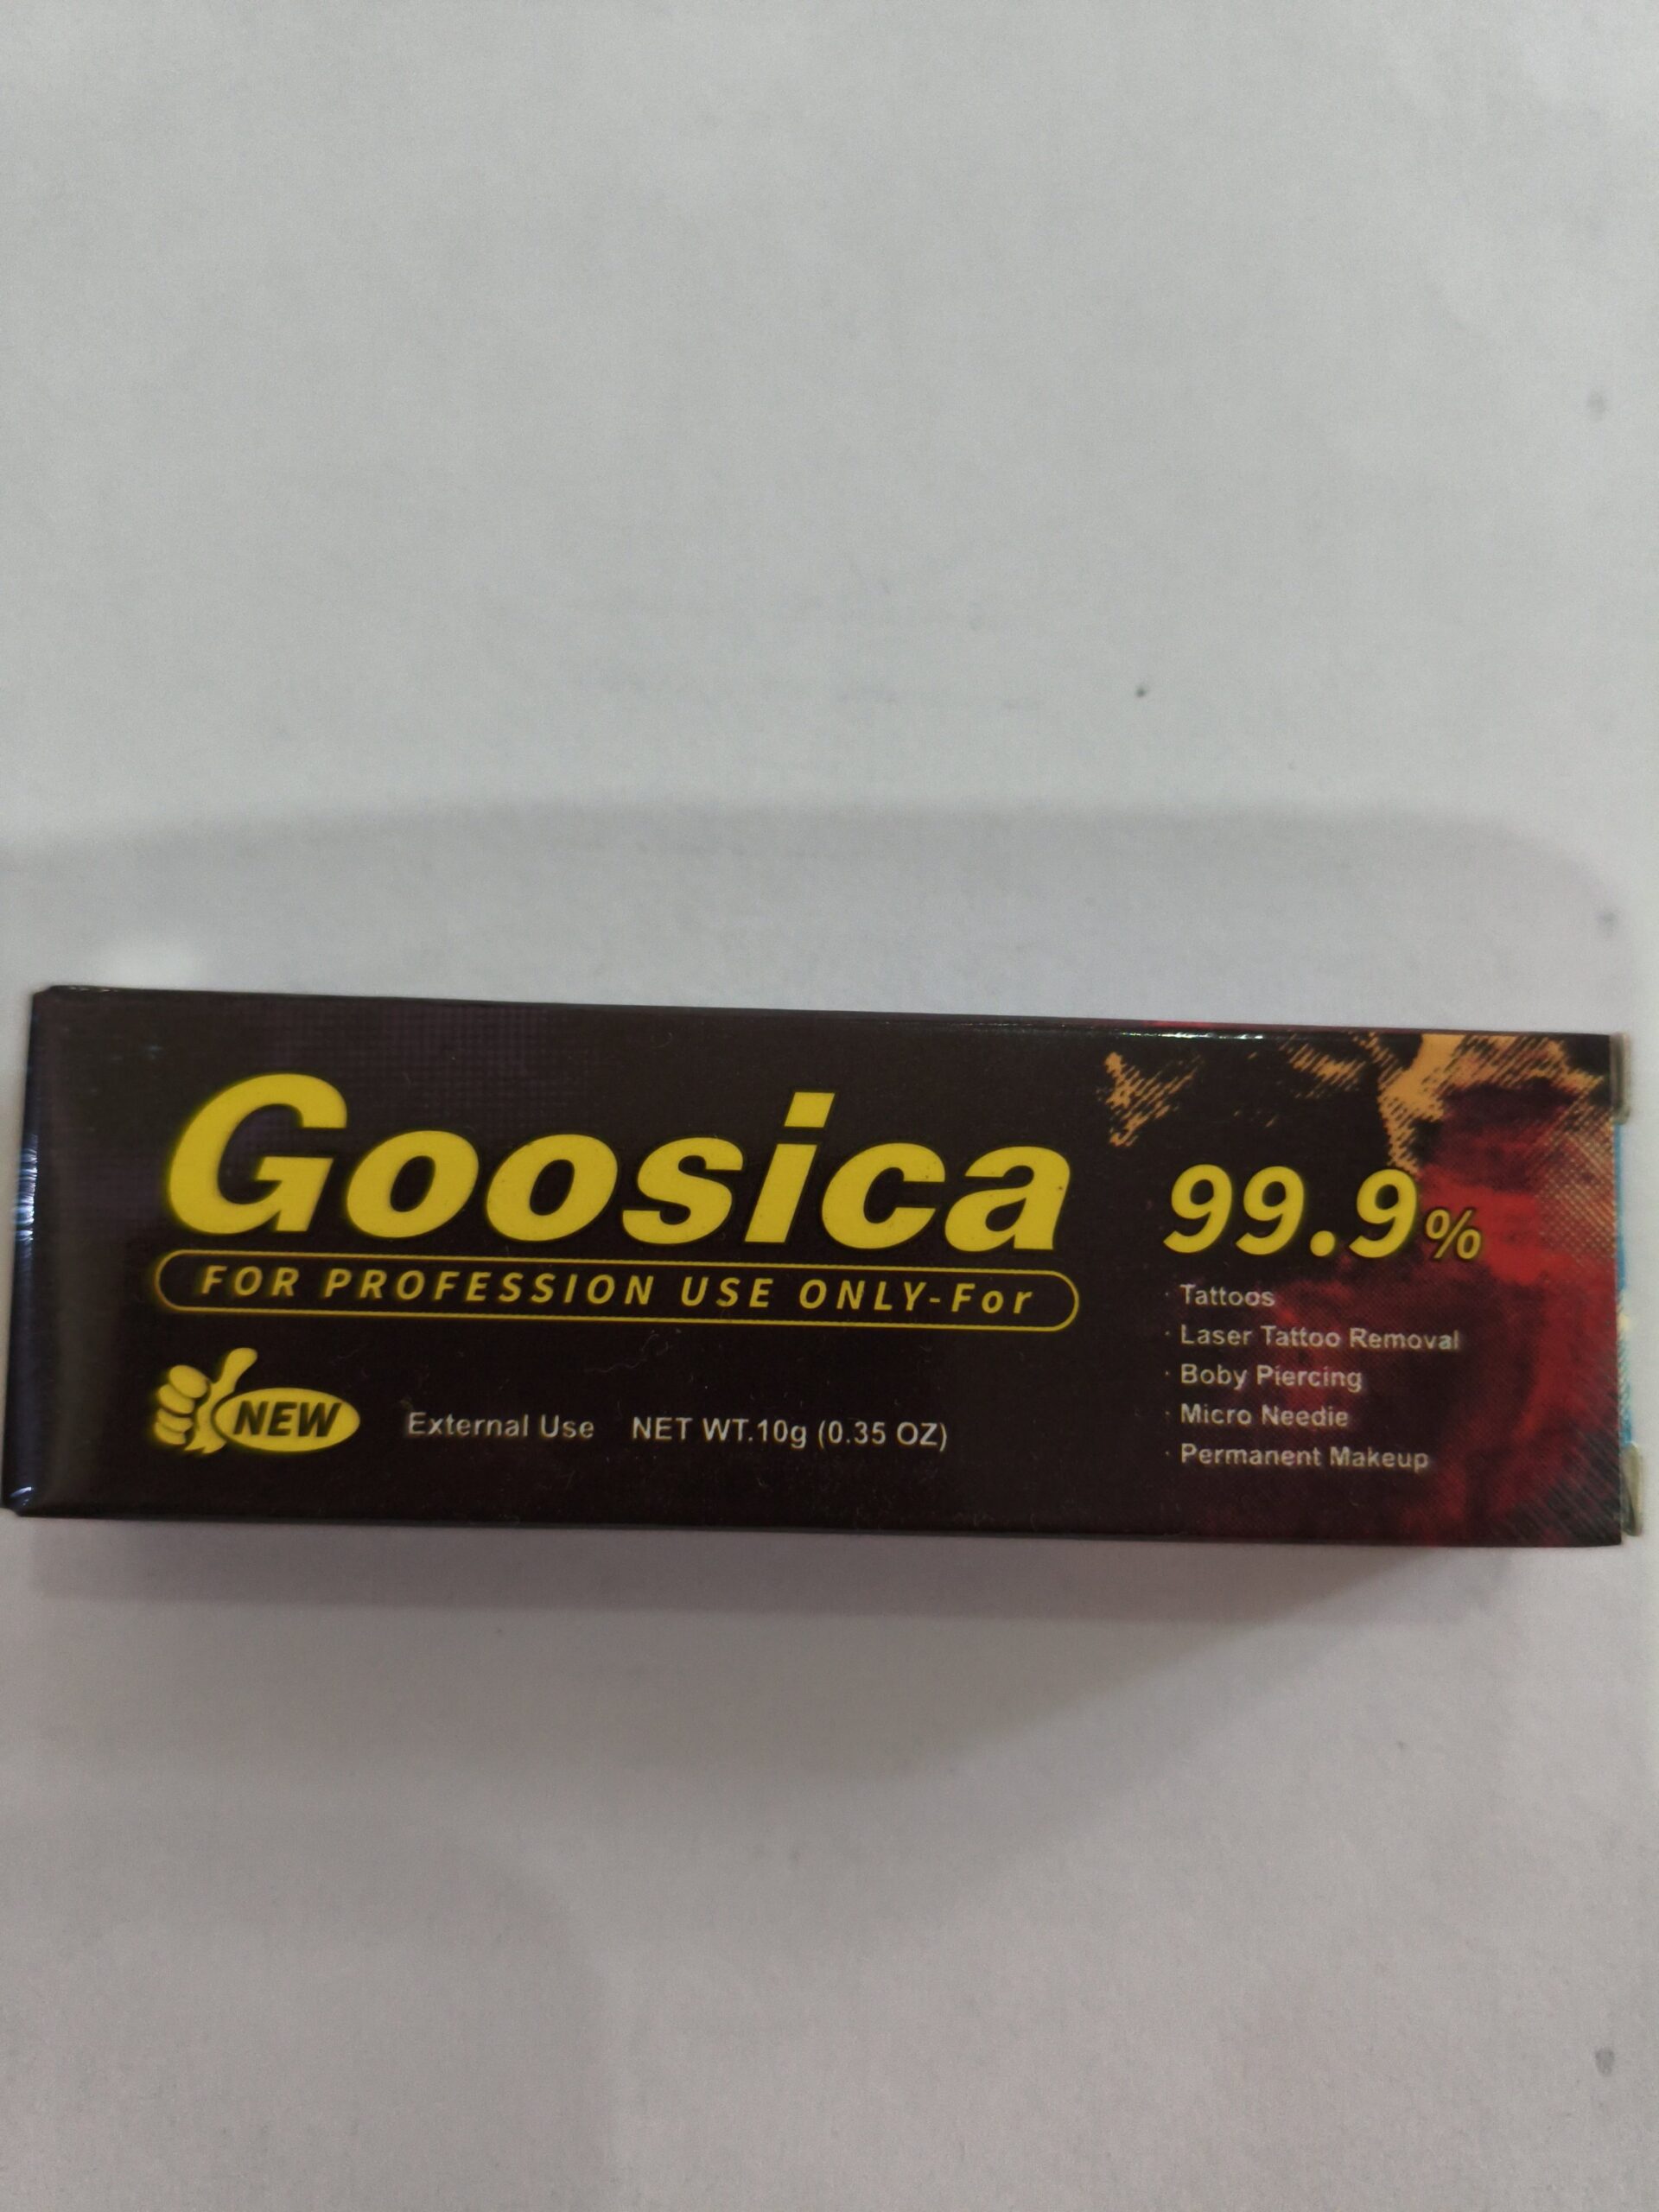 Goosica
FOR PROFESSION USE ONLY-For
NEW
External Use NET WT.10g (0.35 OZ)
99.9%
· Tattoos
· Laser Tattoo Removal
· Boby Piercing
· Micro Needie
· Permanent Makeup